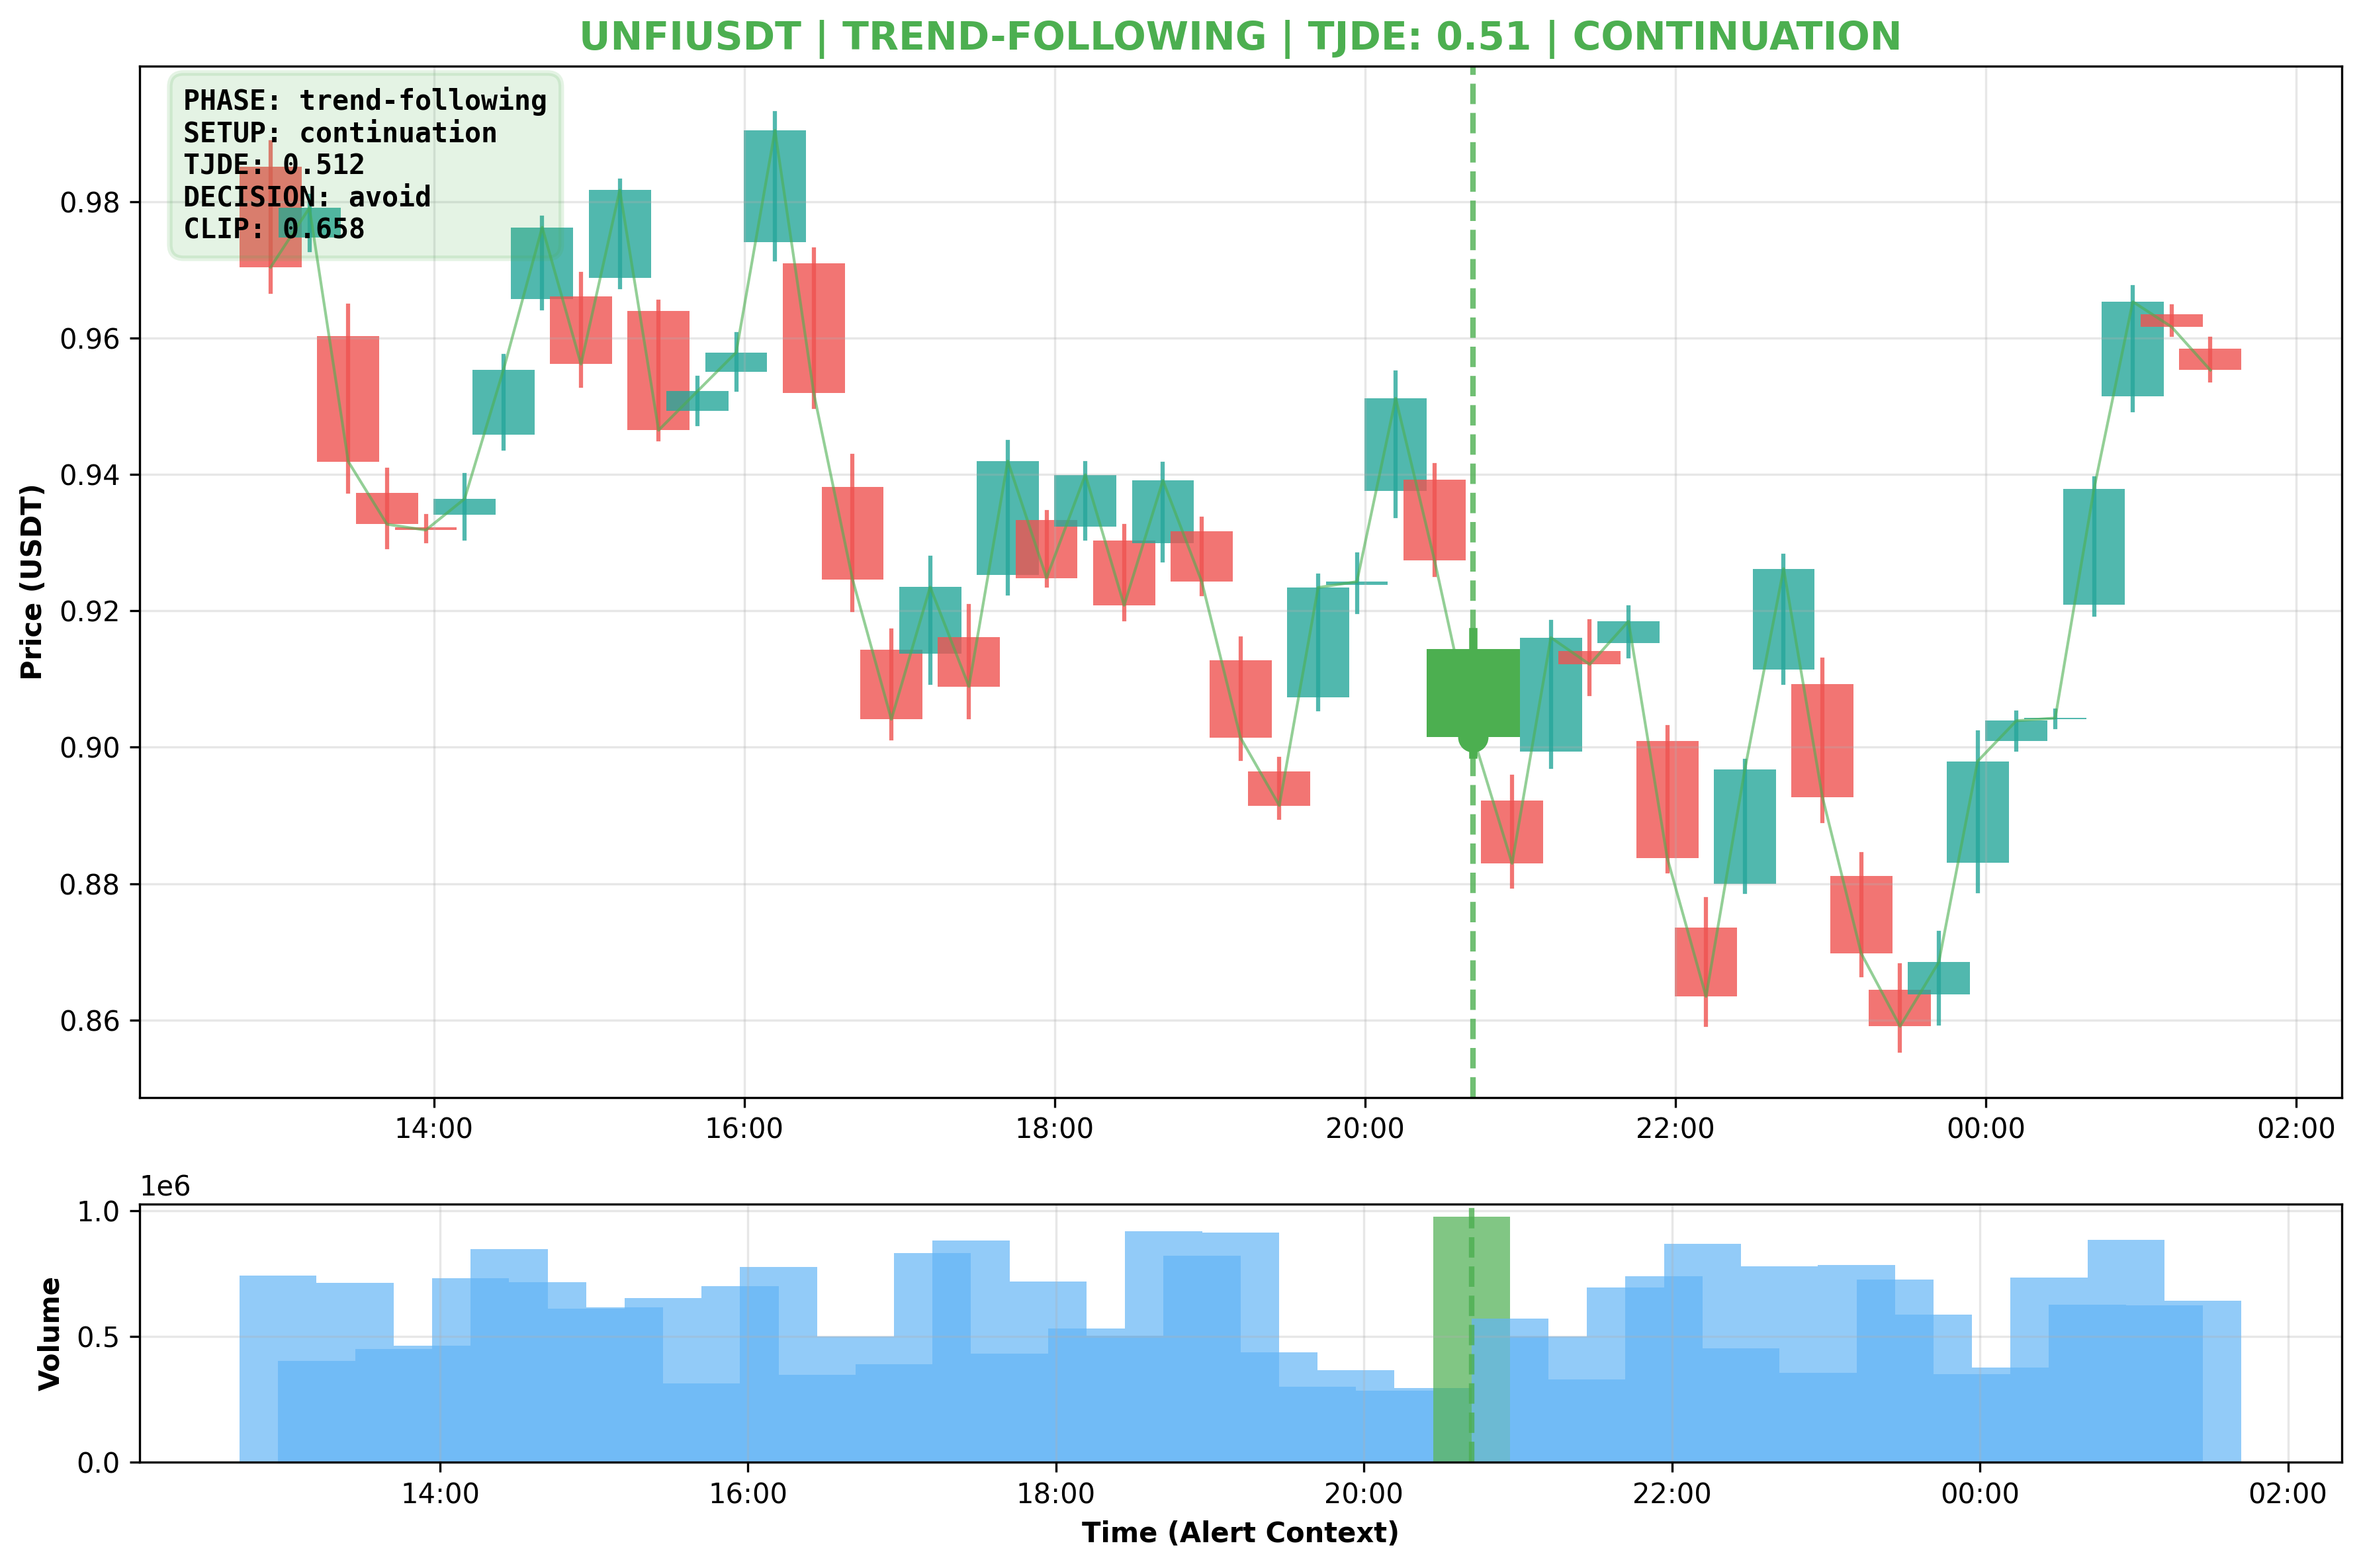 UNFIUSDT | TREND-FOLLOWING | TJDE: 0.51 | CONTINUATION
PHASE: trend-following
SETUP: continuation
TJDE: 0.512
DECISION: avoid
CLIP: 0.658
Price (USDT)
0.98
0.96
0.94
0.92
0.90
0.88
0.86
14:00
16:00
18:00
20:00
22:00
00:00
02:00
1e6
Volume
1.0
0.5
0.0
14:00
16:00
18:00
20:00
22:00
00:00
02:00
Time (Alert Context)